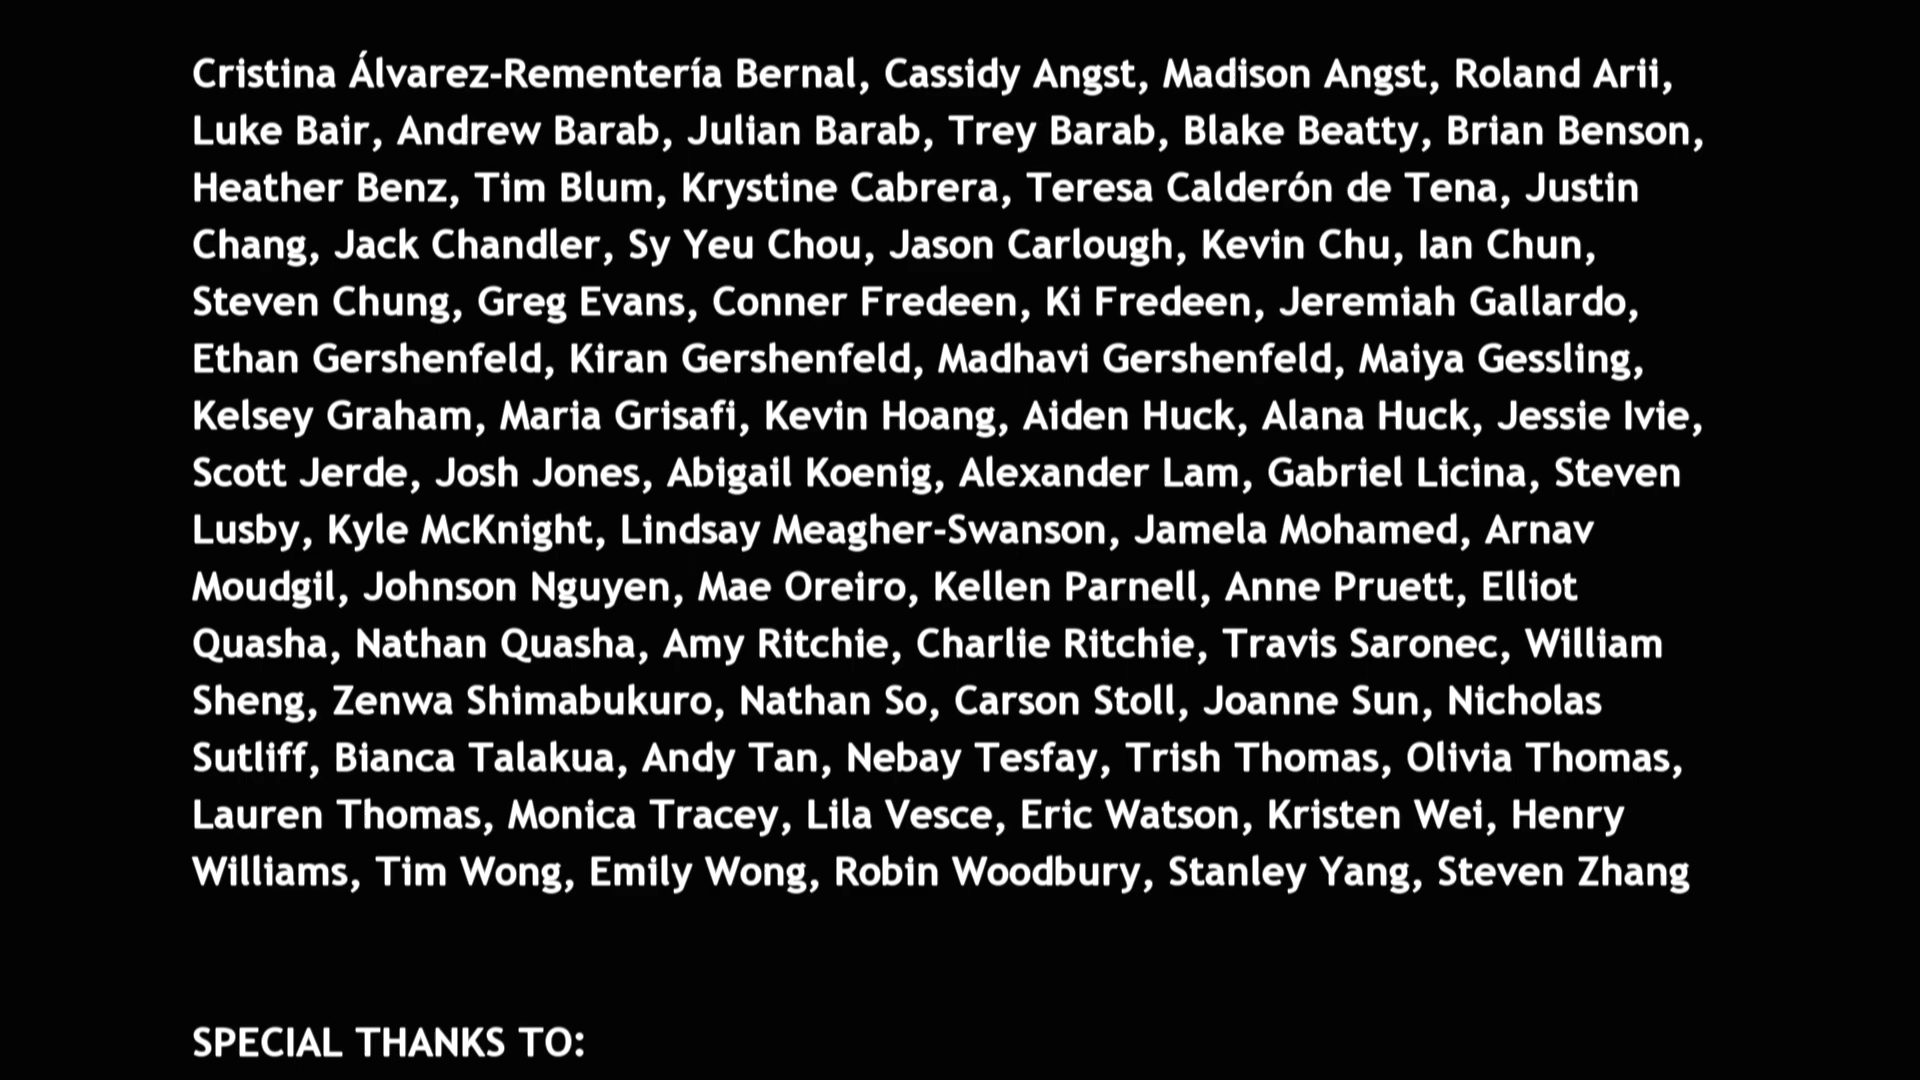 Cristina Álvarez-Rementería Bernal, Cassidy Angst, Madison Angst, Roland Arii,
Luke Bair, Andrew Barab, Julian Barab, Trey Barab, Blake Beatty, Brian Benson,
Heather Benz, Tim Blum, Krystine Cabrera, Teresa Calderón de Tena, Justin
Chang, Jack Chandler, Sy Yeu Chou, Jason Carlough, Kevin Chu, Ian Chun,
Steven Chung, Greg Evans, Conner Fredeen, Ki Fredeen, Jeremiah Gallardo,
Ethan Gershenfeld, Kiran Gershenfeld, Madhavi Gershenfeld, Maiya Gessling,
Kelsey Graham, Maria Grisafi, Kevin Hoang, Aiden Huck, Alana Huck, Jessie Ivie,
Scott Jerde, Josh Jones, Abigail Koenig, Alexander Lam, Gabriel Licina, Steven
Lusby, Kyle McKnight, Lindsay Meagher-Swanson, Jamela Mohamed, Arnav
Moudgil, Johnson Nguyen, Mae Oreiro, Kellen Parnell, Anne Pruett, Elliot
Quasha, Nathan Quasha, Amy Ritchie, Charlie Ritchie, Travis Saronec, William
Sheng, Zenwa Shimabukuro, Nathan So, Carson Stoll, Joanne Sun, Nicholas
Sutliff, Bianca Talakua, Andy Tan, Nebay Tesfay, Trish Thomas, Olivia Thomas,
Lauren Thomas, Monica Tracey, Lila Vesce, Eric Watson, Kristen Wei, Henry
Williams, Tim Wong, Emily Wong, Robin Woodbury, Stanley Yang, Steven Zhang
SPECIAL THANKS TO: